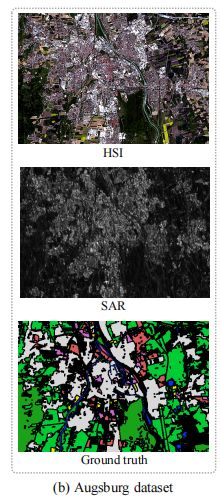 HSI
SAR
Ground truth
(b) Augsburg dataset